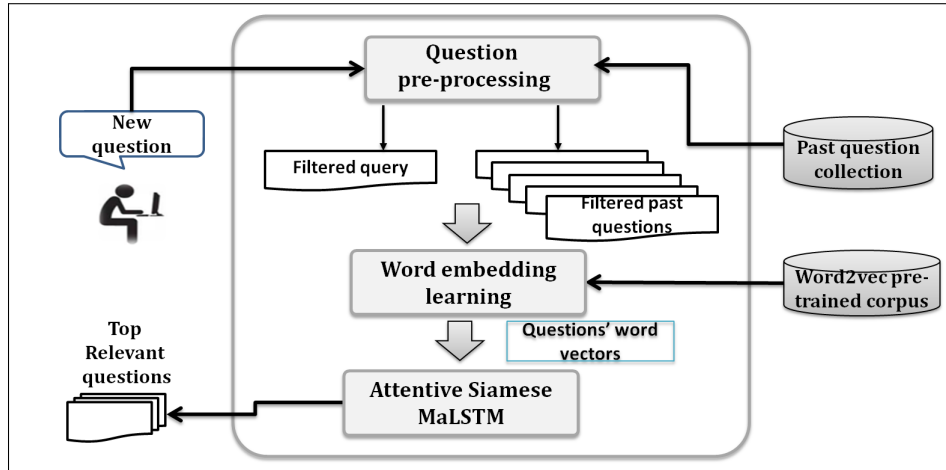 Question
pre-processing
New
question
Filtered query
Filtered past
questions
Past question
collection
Word embedding
learning
Word2vec pre-
trained corpus
Questions' word
vectors
Top
Relevant
questions
Attentive Siamese
MaLSTM